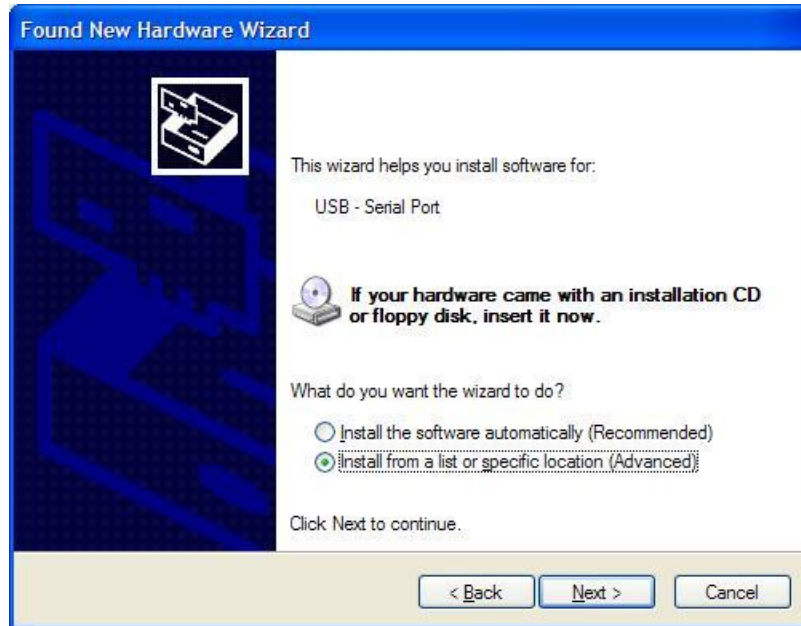 Found New Hardware Wizard
This wizard helps you install software for:
USB - Serial Port
If your hardware came with an installation CD
or floppy disk, insert it now.
What do you want the wizard to do?
Install the software automatically (Recommended)
Install from a list or specific location (Advanced)
Click Next to continue.
< Back Next > Cancel